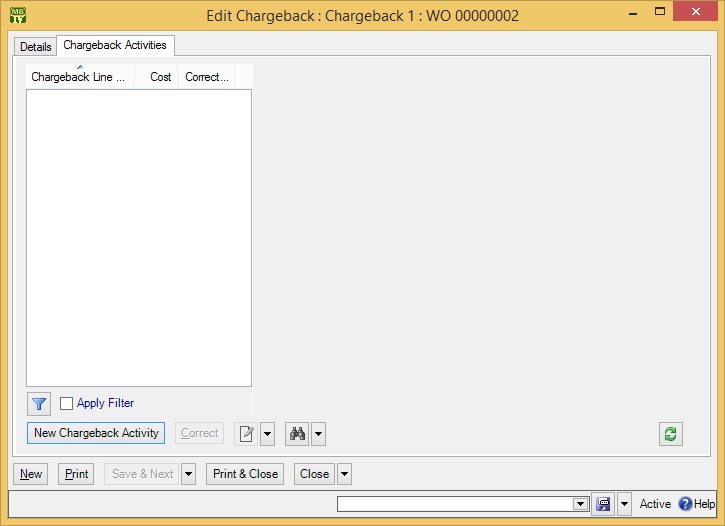 MB
Edit Chargeback : Chargeback 1 : WO 00000002
Details Chargeback Activities
Chargeback Line ... Cost Correct...
Apply Filter
New Chargeback Activity Correct
New Print Save & Next Print & Close Close
Active Help